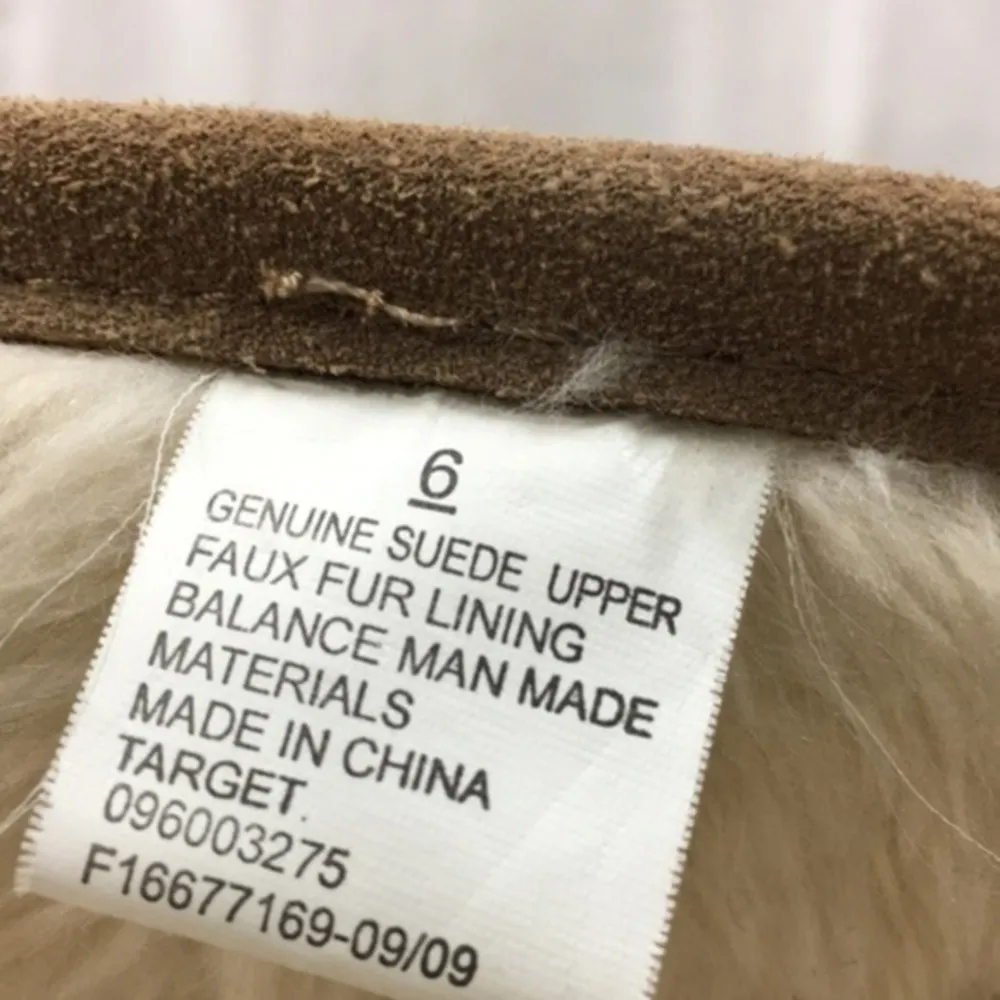 6
GENUINE SUEDE UPPER
FAUX FUR LINING
BALANCE MAN MADE
MATERIALS
MADE IN CHINA
TARGET.
096003275
F16677169-09/09